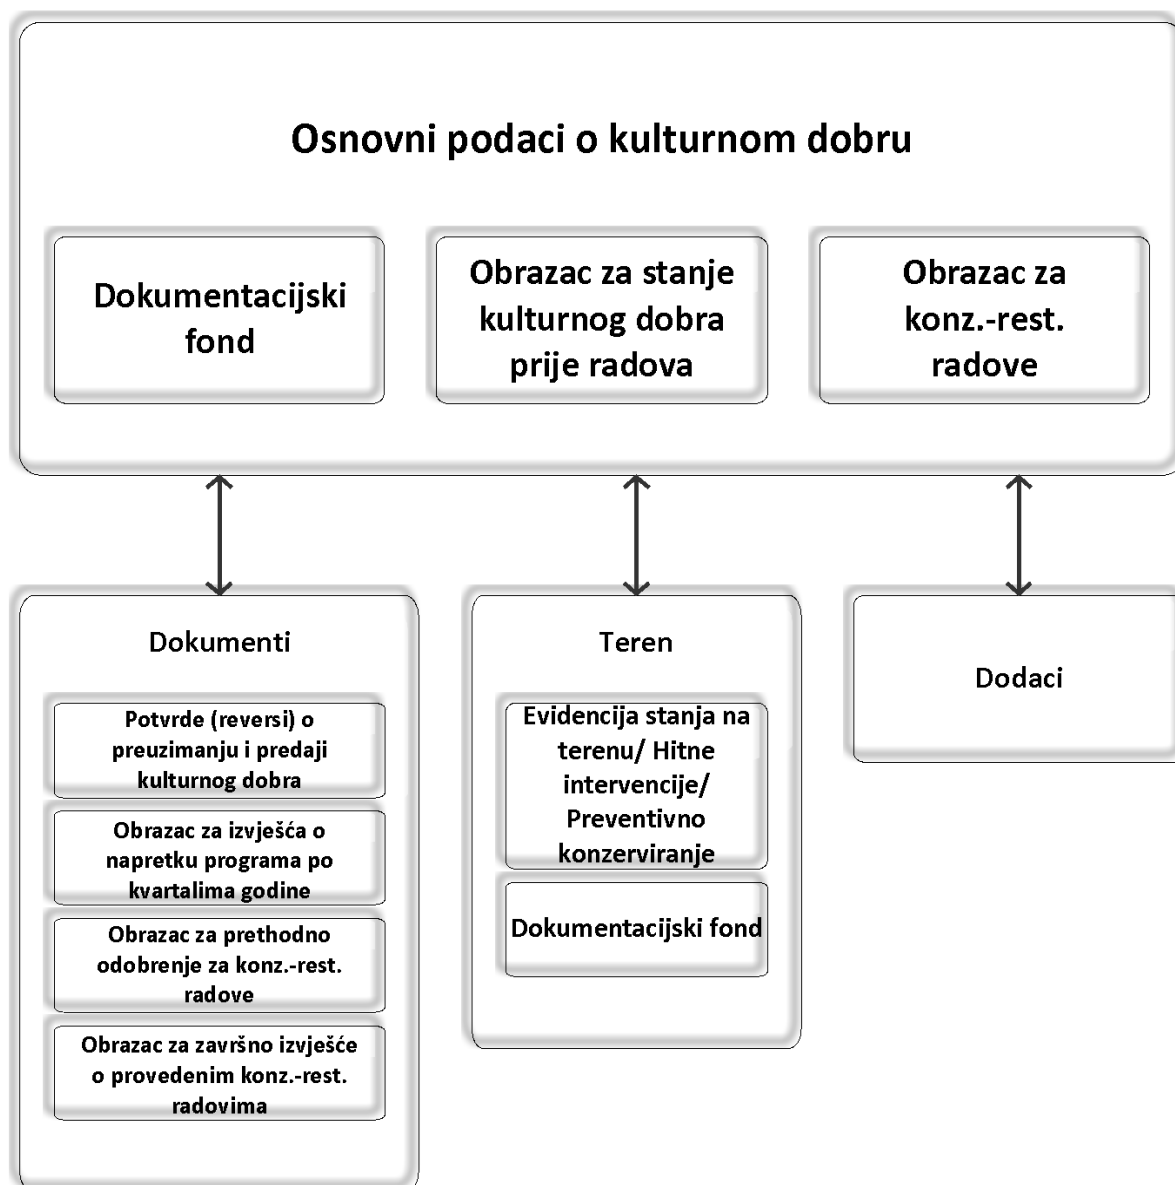 Osnovni podaci o kulturnom dobru
Dokumentacijski
fond
Obrazac za stanje
kulturnog dobra
prije radova
Obrazac za
konz.-rest.
radove
Dokumenti
Potvrde (reversi) o
preuzimanju i predaji
kulturnog dobra
Obrazac za izvješća o
napretku programa po
kvartalima godine
Obrazac za prethodno
odobrenje za konz.-rest.
radove
Obrazac za završno izvješće
o provedenim konz.-rest.
radovima
Teren
Evidencija stanja na
terenu/ Hitne
intervencije/
Preventivno
konzerviranje
Dokumentacijski fond
Dodaci